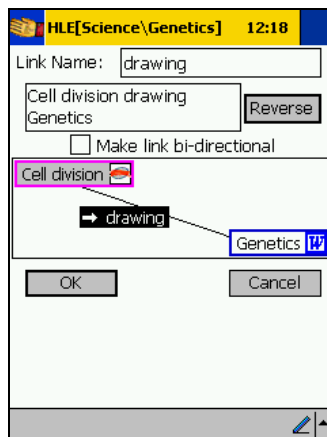 HLE[Science\Genetics] 12:18
Link Name: drawing
Cell division drawing
Genetics
Reverse
Make link bi-directional
Cell division
➞ drawing
Genetics W
OK Cancel